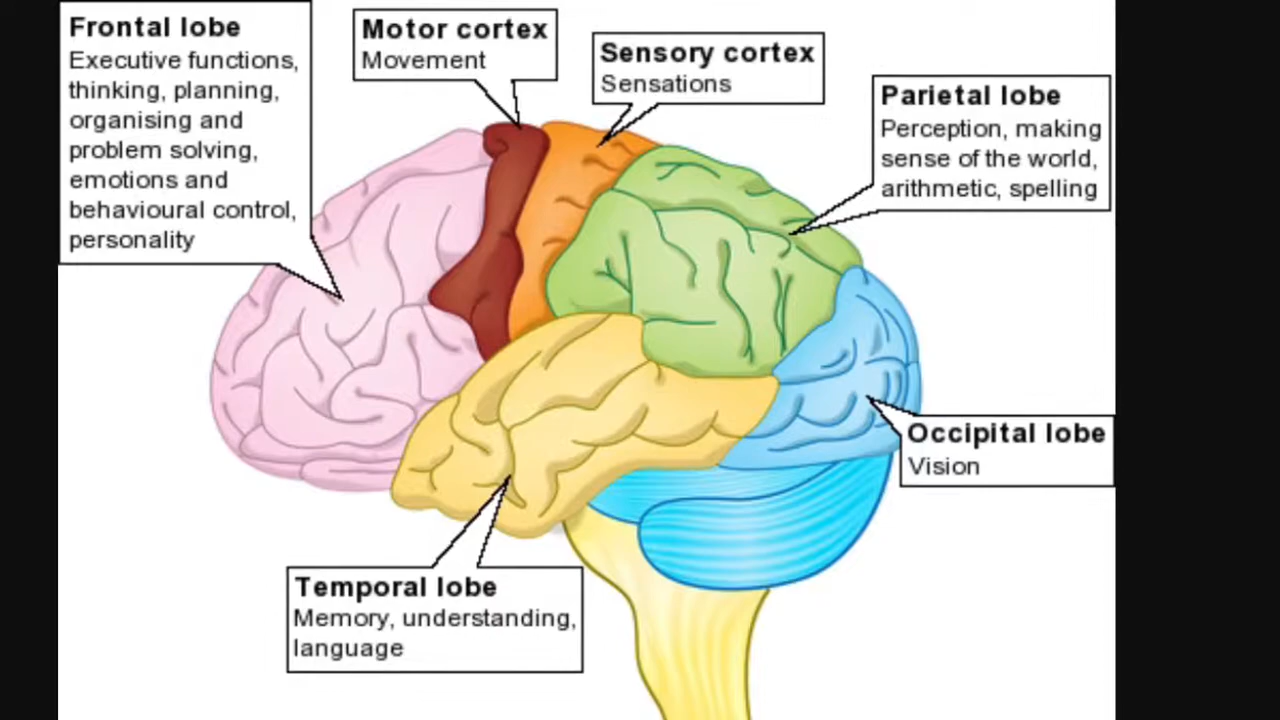 Frontal lobe
Executive functions,
thinking, planning,
organising and
problem solving,
emotions and
behavioural control,
personality
Motor cortex
Movement
Sensory cortex
Sensations
Parietal lobe
Perception, making
sense of the world,
arithmetic, spelling
Occipital lobe
Vision
Temporal lobe
Memory, understanding,
language